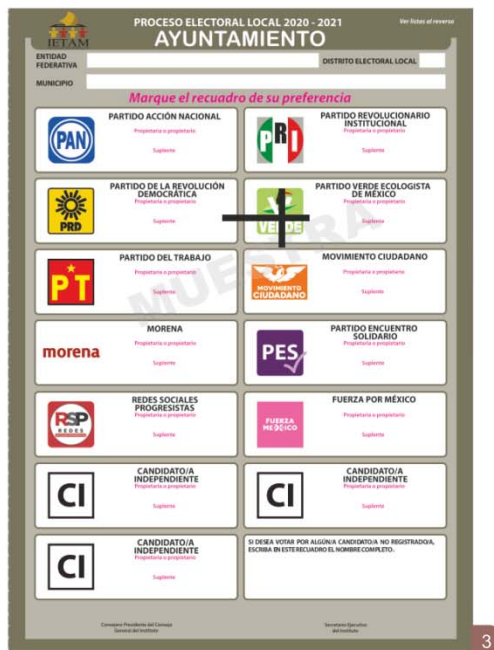 PROCESO ELECTORAL LOCAL 2020 - 2021
Ver listas al reverso
AYUNTAMIENTO
IETAM
ENTIDAD
FEDERATIVA
DISTRITO ELECTORAL LOCAL
MUNICIPIO
Marque el recuadro de su preferencia
PAN
PARTIDO ACCIÓN NACIONAL
Propietaria o propietario
Suplente
PRI
PARTIDO REVOLUCIONARIO
INSTITUCIONAL
Propietaria o propietario
Suplente
PRD
PARTIDO DE LA REVOLUCIÓN
DEMOCRÁTICA
Propietaria o propietario
Suplente
VERDE
PARTIDO VERDE ECOLOGISTA
DE MÉXICO
Propietaria o propietario
Suplente
MUESTRA
PT
PARTIDO DEL TRABAJO
Propietaria o propietario
Suplente
MOVIMIENTO
CIUDADANO
MOVIMIENTO CIUDADANO
Propietaria o propietario
Suplente
morena
MORENA
Propietaria o propietario
Suplente
PES
PARTIDO ENCUENTRO
SOLIDARIO
Propietaria o propietario
Suplente
RSP
REDES
REDES SOCIALES
PROGRESISTAS
Propietaria o propietario
Suplente
FUERZA
MÉXICO
FUERZA POR MÉXICO
Propietaria o propietario
Suplente
CI
CANDIDATO/A
INDEPENDIENTE
Propietaria o propietario
Suplente
CI
CANDIDATO/A
INDEPENDIENTE
Propietaria o propietario
Suplente
CI
CANDIDATO/A
INDEPENDIENTE
Propietaria o propietario
Suplente
SI DESEA VOTAR POR ALGÚN/A CANDIDATO/A NO REGISTRADO/A,
ESCRIBA EN ESTE RECUADRO EL NOMBRE COMPLETO.
Consejero Presidente del Consejo
General del Instituto
Secretario Ejecutivo
del Instituto
3